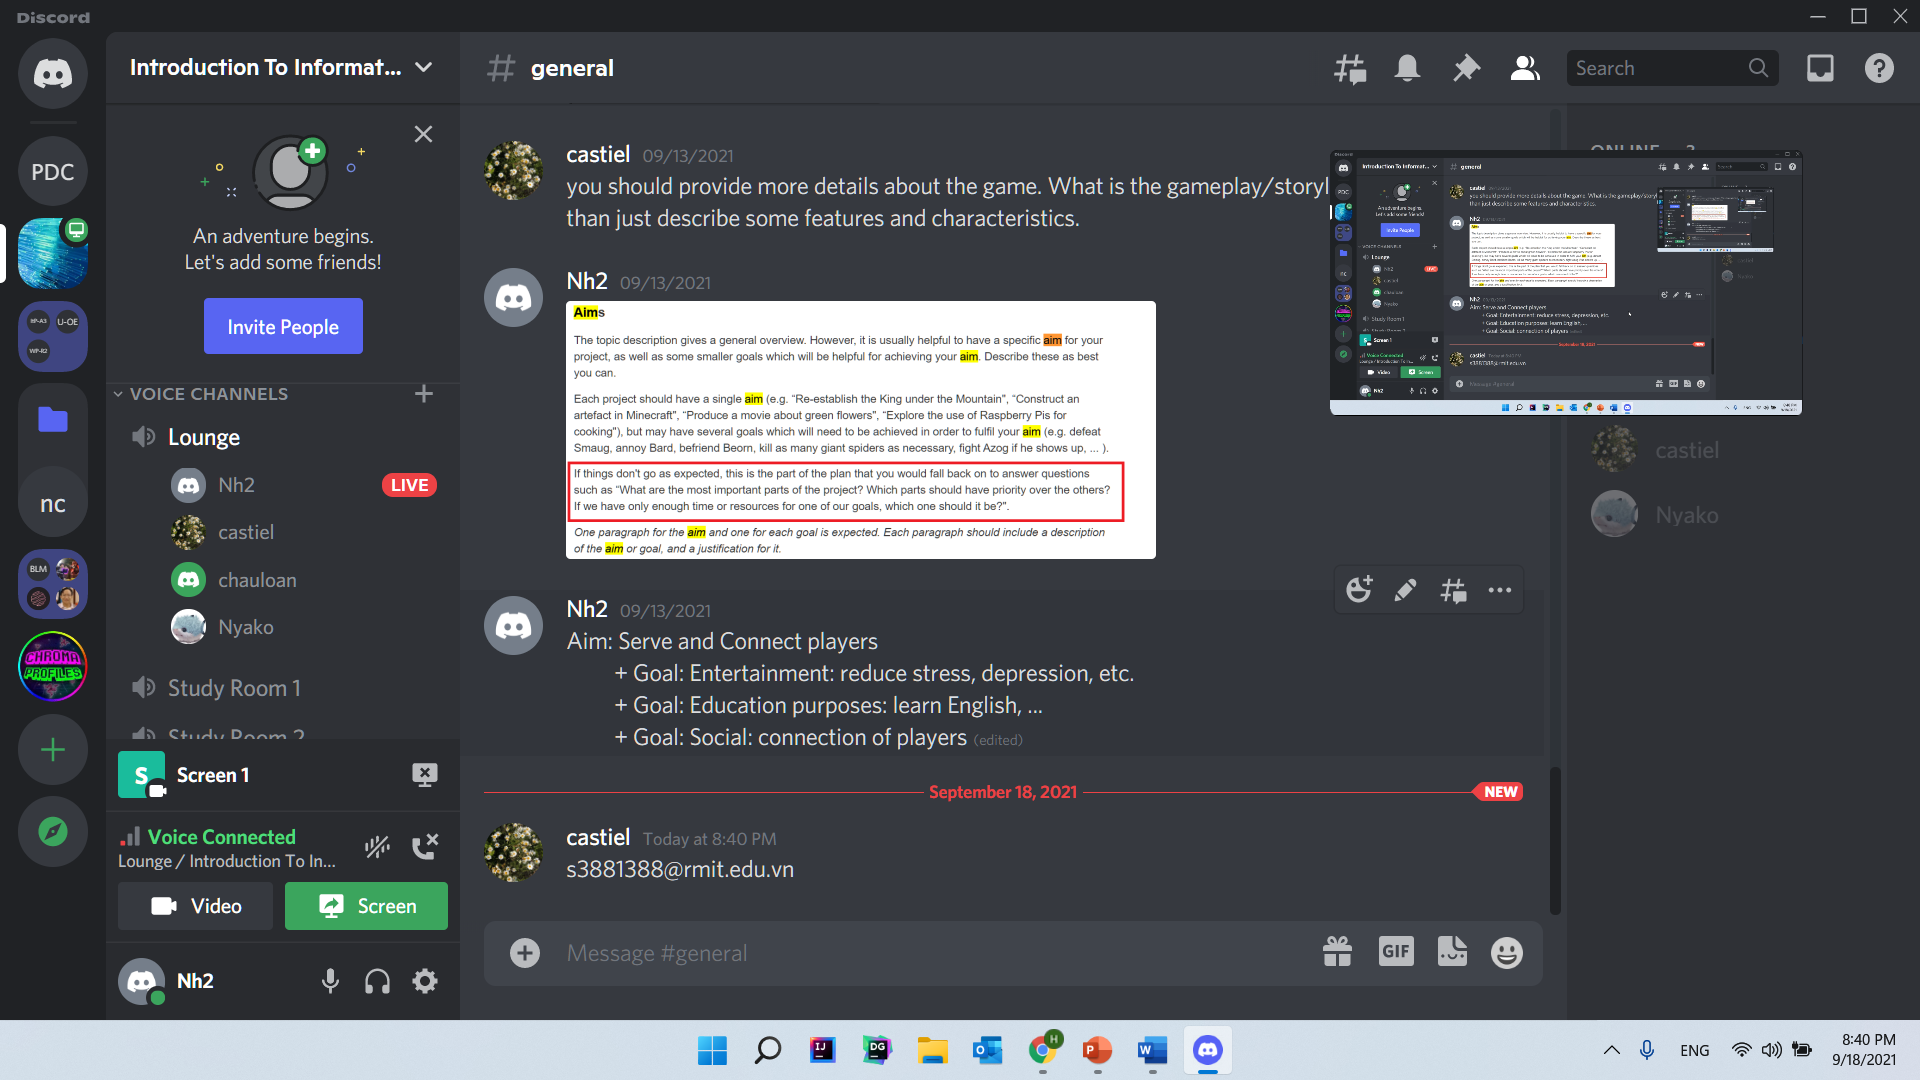 Discord
Introduction To Informat...
general
Search
PDC
An adventure begins.
Let's add some friends!
Invite People
VOICE CHANNELS
Lounge
Nh2
LIVE
castiel
chauloan
Nyako
Study Room 1
Study Room 2
HP-A3
U-OE
WP-R2
nc
BLM
CHROMA
PROFILES
S
Screen 1
Voice Connected
Lounge / Introduction To In...
Video
Screen
Nh2
castiel 09/13/2021
you should provide more details about the game. What is the gameplay/storyl
than just describe some features and characteristics.
Nh2 09/13/2021
Aims
The topic description gives a general overview. However, it is usually helpful to have a specific aim for your
project, as well as some smaller goals which will be helpful for achieving your aim. Describe these as best
you can.
Each project should have a single aim (e.g. “Re-establish the King under the Mountain”, “Construct an
artefact in Minecraft”, “Produce a movie about green flowers”, “Explore the use of Raspberry Pis for
cooking”), but may have several goals which will need to be achieved in order to fulfil your aim (e.g. defeat
Smaug, annoy Bard, befriend Beorn, kill as many giant spiders as necessary, fight Azog if he shows up, ... ).
If things don't go as expected, this is the part of the plan that you would fall back on to answer questions
such as “What are the most important parts of the project? Which parts should have priority over the others?
If we have only enough time or resources for one of our goals, which one should it be?”.
One paragraph for the aim and one for each goal is expected. Each paragraph should include a description
of the aim or goal, and a justification for it.
Nh2 09/13/2021
Aim: Serve and Connect players
+ Goal: Entertainment: reduce stress, depression, etc.
+ Goal: Education purposes: learn English, ...
+ Goal: Social: connection of players (edited)
September 18, 2021
NEW
castiel Today at 8:40 PM
s3881388@rmit.edu.vn
Message #general
GIF
castiel
Nyako
IJ
DG
H
P
W
ENG
8:40 PM
9/18/2021